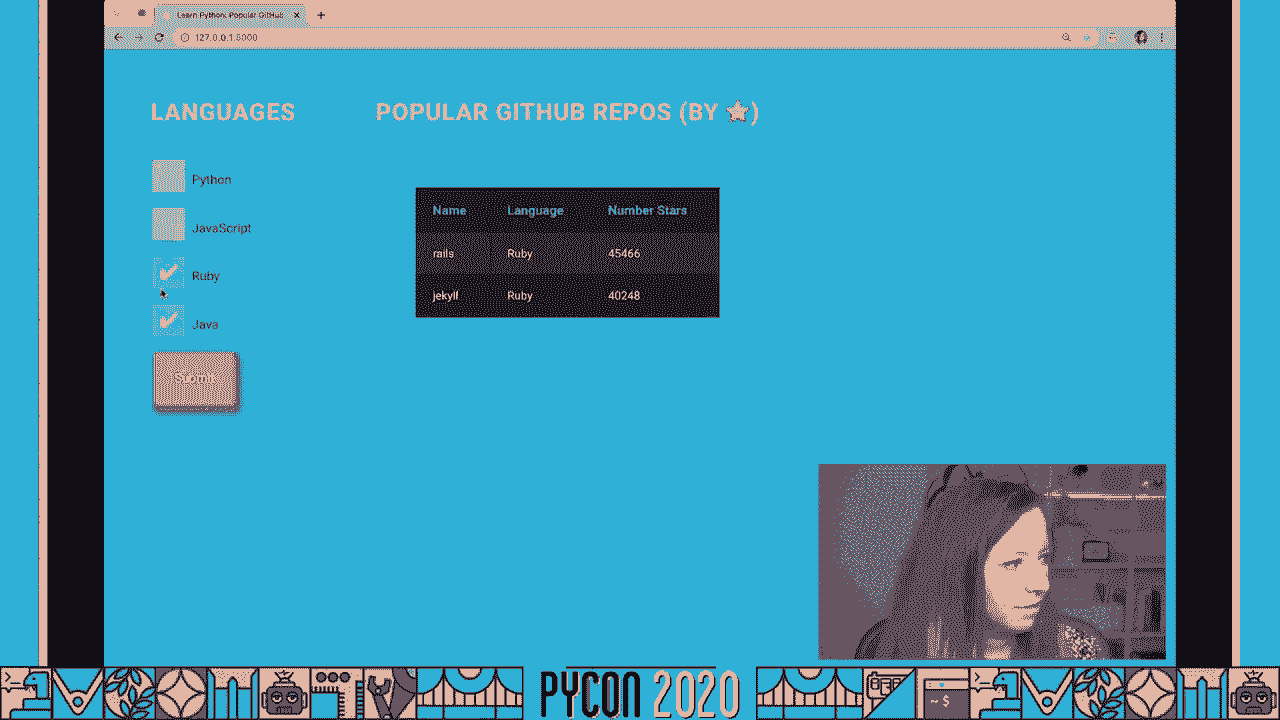 Learn Python: Popular GitHub
127.0.0.1:5000
LANGUAGES
POPULAR GITHUB REPOS (BY ⭐)
Python
JavaScript
Ruby
Java
Submit
Name Language Number Stars
rails Ruby 45466
jekyll Ruby 40248
PYCON 2020
~ $